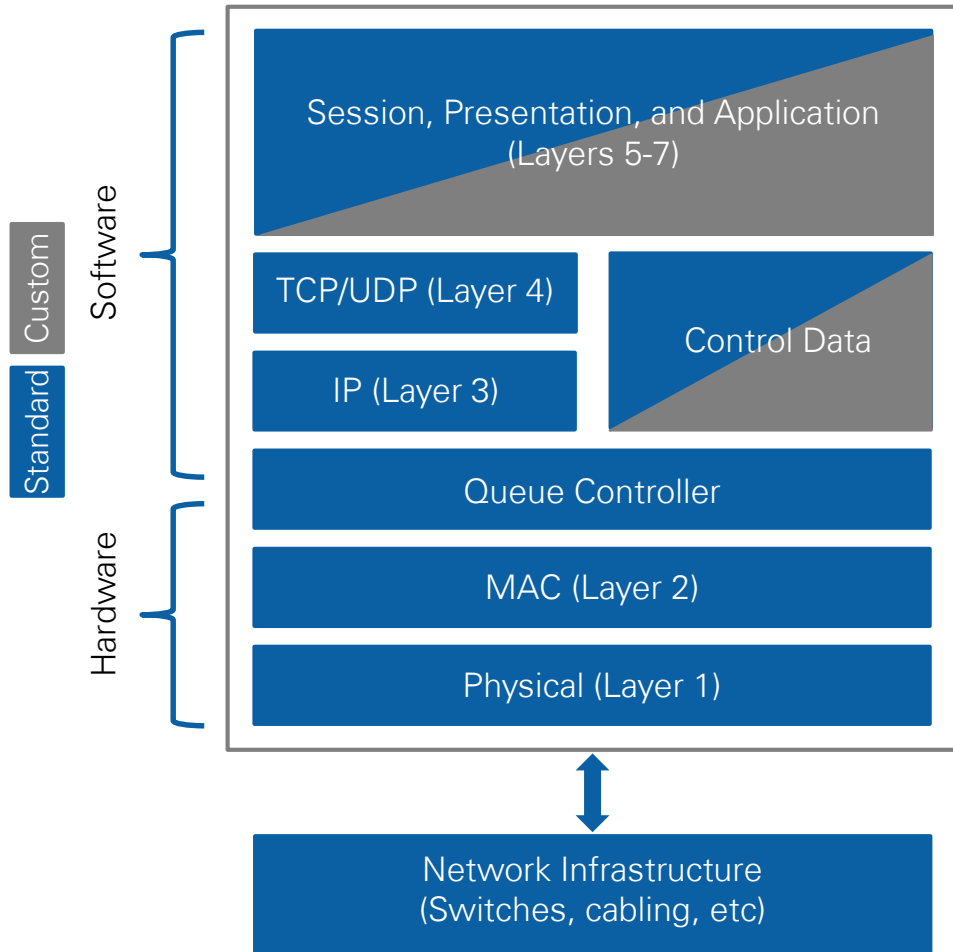 Session, Presentation, and Application
(Layers 5-7)
TCP/UDP (Layer 4)
IP (Layer 3)
Control Data
Queue Controller
MAC (Layer 2)
Physical (Layer 1)
Network Infrastructure
(Switches, cabling, etc)
Software
Hardware
Custom
Standard